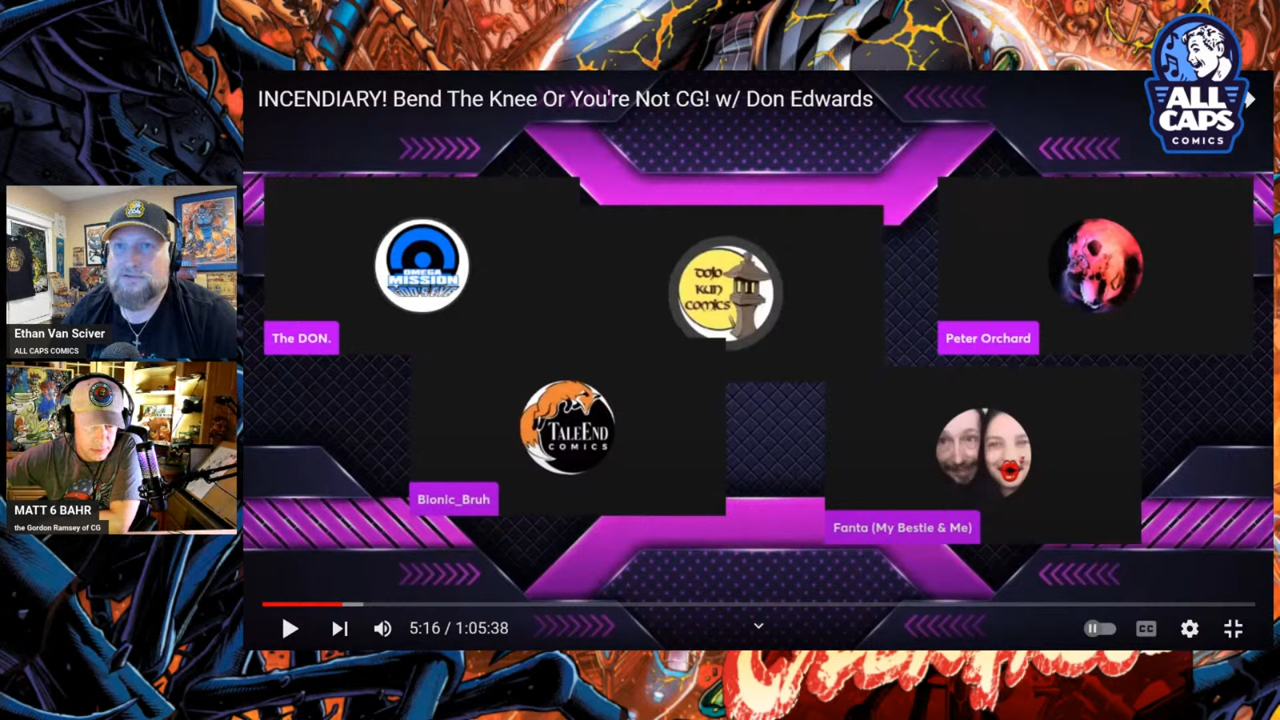 INCENDIARY! Bend The Knee Or You're Not CG! w/ Don Edwards
ALL
CAPS
COMICS
OMEGA
MISSION
The DON.
DOJO
KUN
COMICS
Peter Orchard
Ethan Van Sciver
ALL CAPS COMICS
TALEEND
COMICS
Bionic_Bruh
Fanta (My Bestie & Me)
MATT 6 BAHR
the Gordon Ramsey of CG
5:16 / 1:05:38
CC